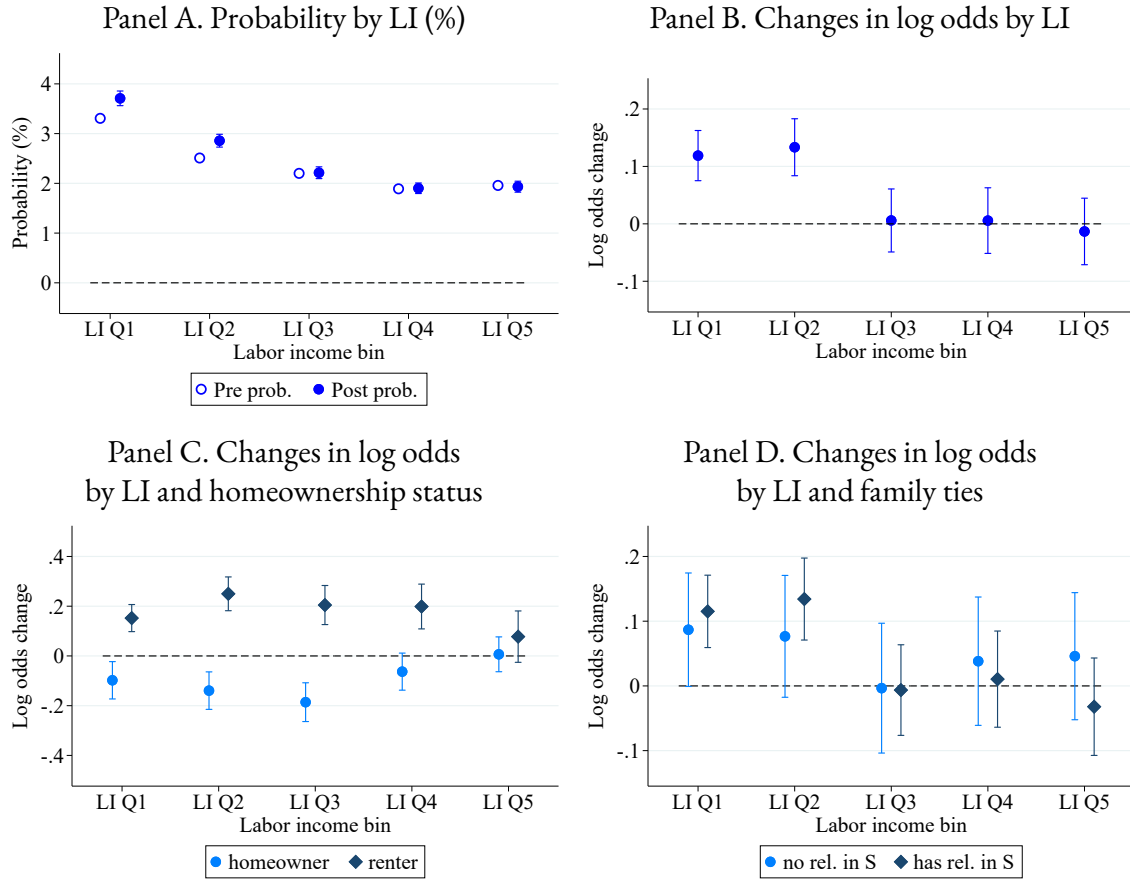 Panel A. Probability by LI (%)
Probability (%)
4
3
2
1
0
LI Q1 LI Q2 LI Q3 LI Q4 LI Q5
Labor income bin
Pre prob. Post prob.
Panel B. Changes in log odds by LI
Log odds change
.2
.1
0
-.1
LI Q1 LI Q2 LI Q3 LI Q4 LI Q5
Labor income bin
Panel C. Changes in log odds
by LI and homeownership status
Log odds change
.4
.2
0
-.2
-.4
LI Q1 LI Q2 LI Q3 LI Q4 LI Q5
Labor income bin
homeowner renter
Panel D. Changes in log odds
by LI and family ties
Log odds change
.2
.1
0
-.1
LI Q1 LI Q2 LI Q3 LI Q4 LI Q5
Labor income bin
no rel. in S has rel. in S